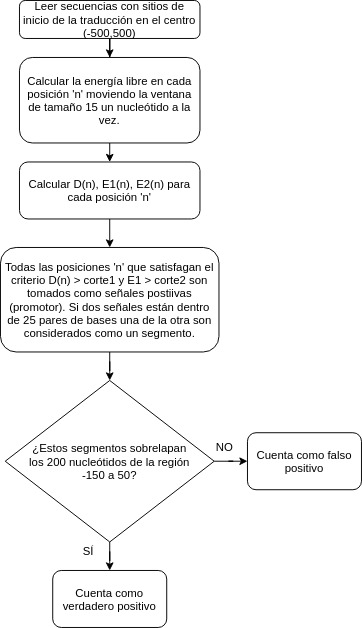 Leer secuencias con sitios de
inicio de la traducción en el centro
(-500,500)
Calcular la energía libre en cada
posición 'n' moviendo la ventana
de tamaño 15 un nucleótido a la
vez.
Calcular D(n), E1(n), E2(n) para
cada posición 'n'
Todas las posiciones 'n' que satisfagan el
criterio D(n) > corte1 y E1 > corte2 son
tomados como señales postiivas
(promotor). Si dos señales están dentro
de 25 pares de bases una de la otra son
considerados como un segmento.
¿Estos segmentos sobrelapan
los 200 nucleótidos de la región
-150 a 50?
NO
Cuenta como falso
positivo
SÍ
Cuenta como
verdadero positivo